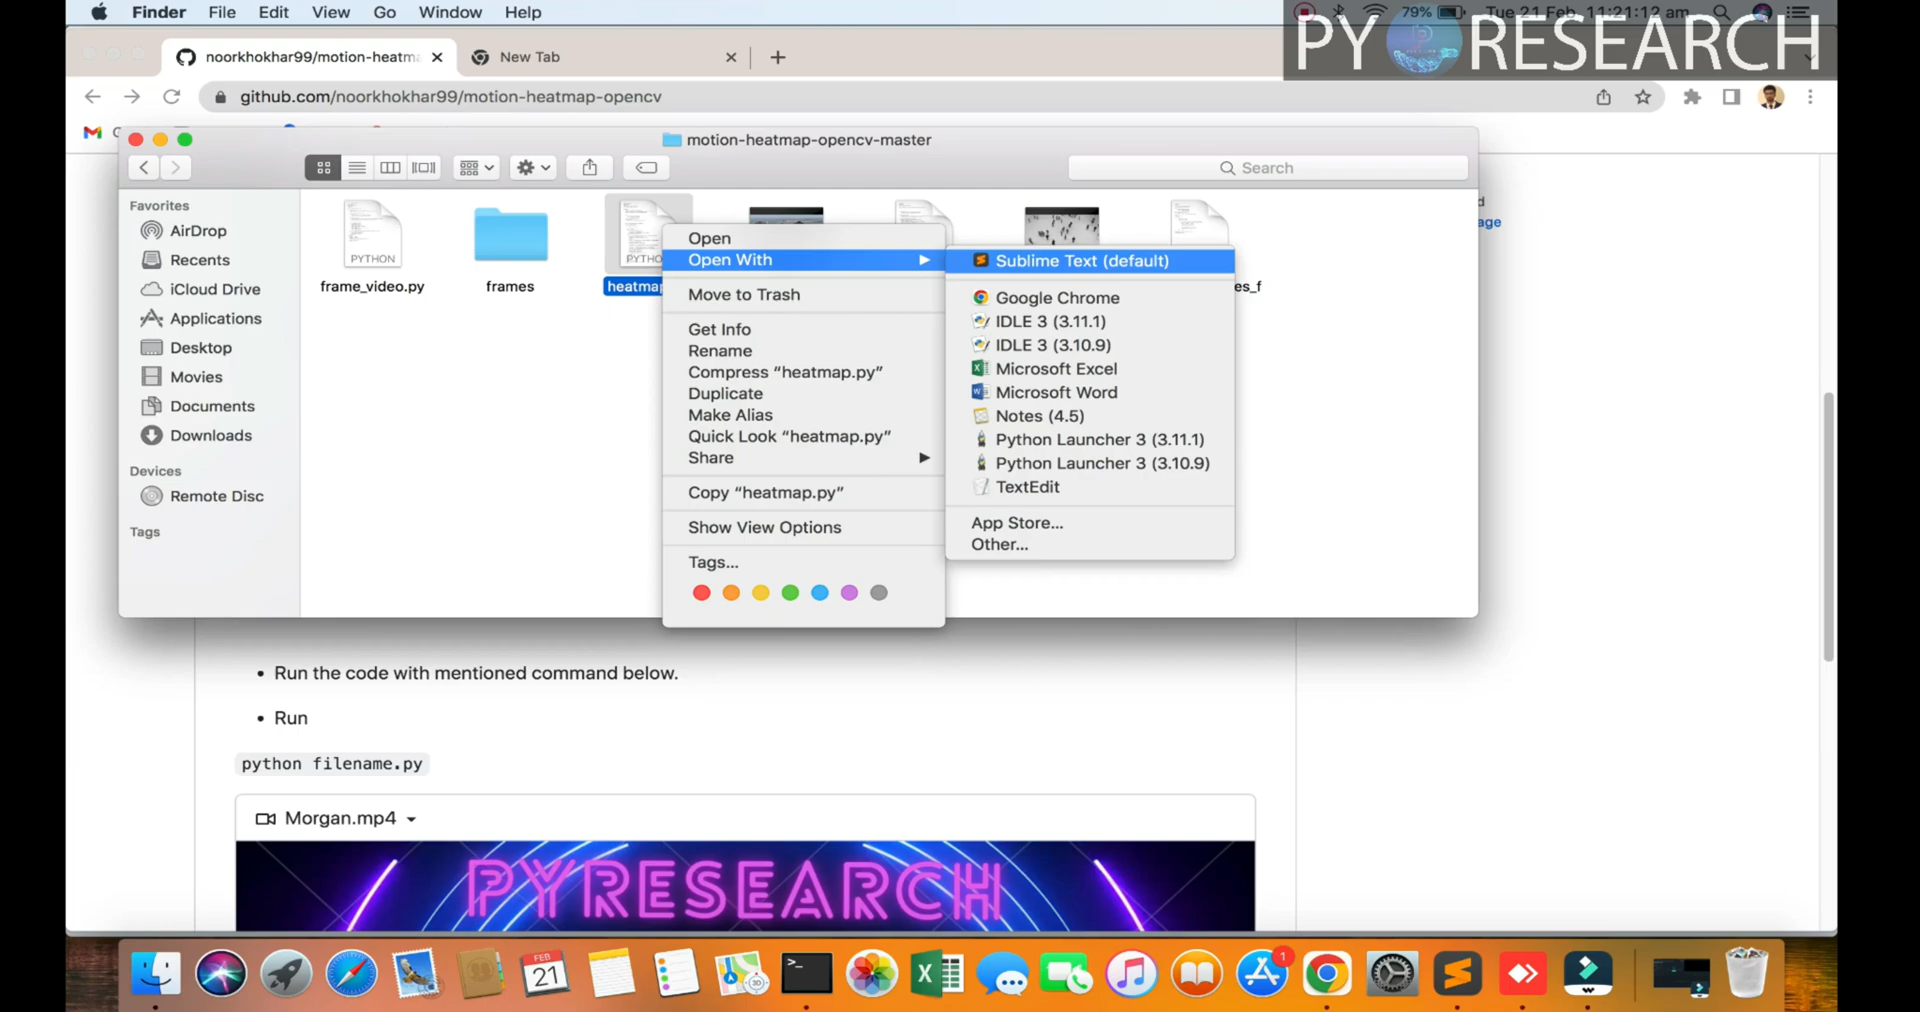 Finder File Edit View Go Window Help
79% Tue 21 Feb 11:21:12 am
PY RESEARCH
noorkhokhar99/motion-heatma
New Tab
github.com/noorkhokhar99/motion-heatmap-opencv
motion-heatmap-opencv-master
Search
Favorites
AirDrop
Recents
iCloud Drive
Applications
Desktop
Movies
Documents
Downloads
Devices
Remote Disc
Tags
PYTHON
frame_video.py
frames
PYTHO
heatmap
es_f
Open
Open With
Move to Trash
Get Info
Rename
Compress “heatmap.py”
Duplicate
Make Alias
Quick Look “heatmap.py”
Share
Copy “heatmap.py”
Show View Options
Tags...
Sublime Text (default)
Google Chrome
IDLE 3 (3.11.1)
IDLE 3 (3.10.9)
Microsoft Excel
Microsoft Word
Notes (4.5)
Python Launcher 3 (3.11.1)
Python Launcher 3 (3.10.9)
TextEdit
App Store...
Other...
age
• Run the code with mentioned command below.
• Run
python filename.py
Morgan.mp4
PYRESEARCH
FEB
21
3D
1